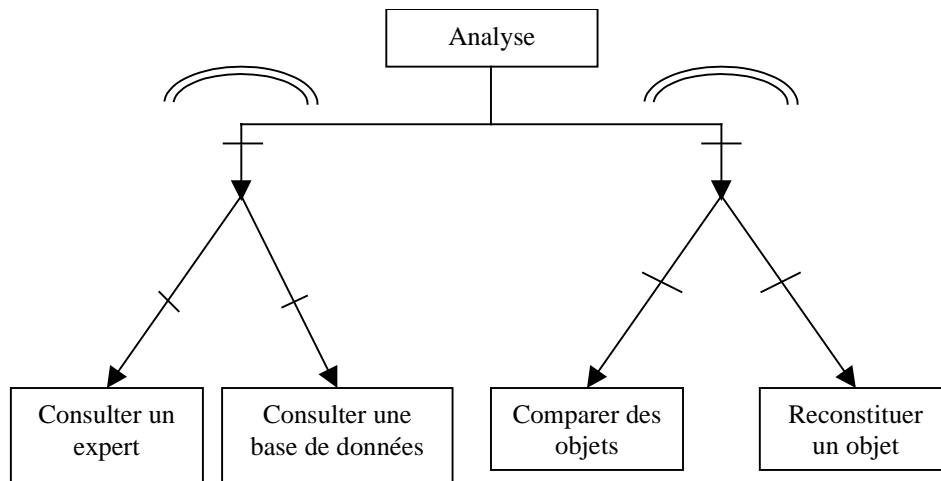 Analyse
Consulter un
expert
Consulter une
base de données
Comparer des
objets
Reconstituer
un objet